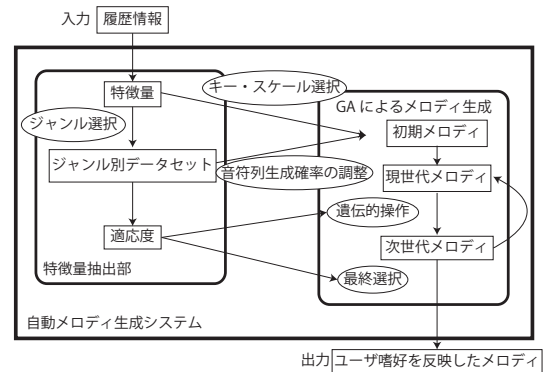 入力 履歴情報
特徴量
キー・スケール選択
ジャンル選択
GA によるメロディ生成
初期メロディ
ジャンル別データセット
音符列生成確率の調整
現世代メロディ
遺伝的操作
適応度
次世代メロディ
特徴量抽出部
最終選択
自動メロディ生成システム
出力 ユーザ嗜好を反映したメロディ